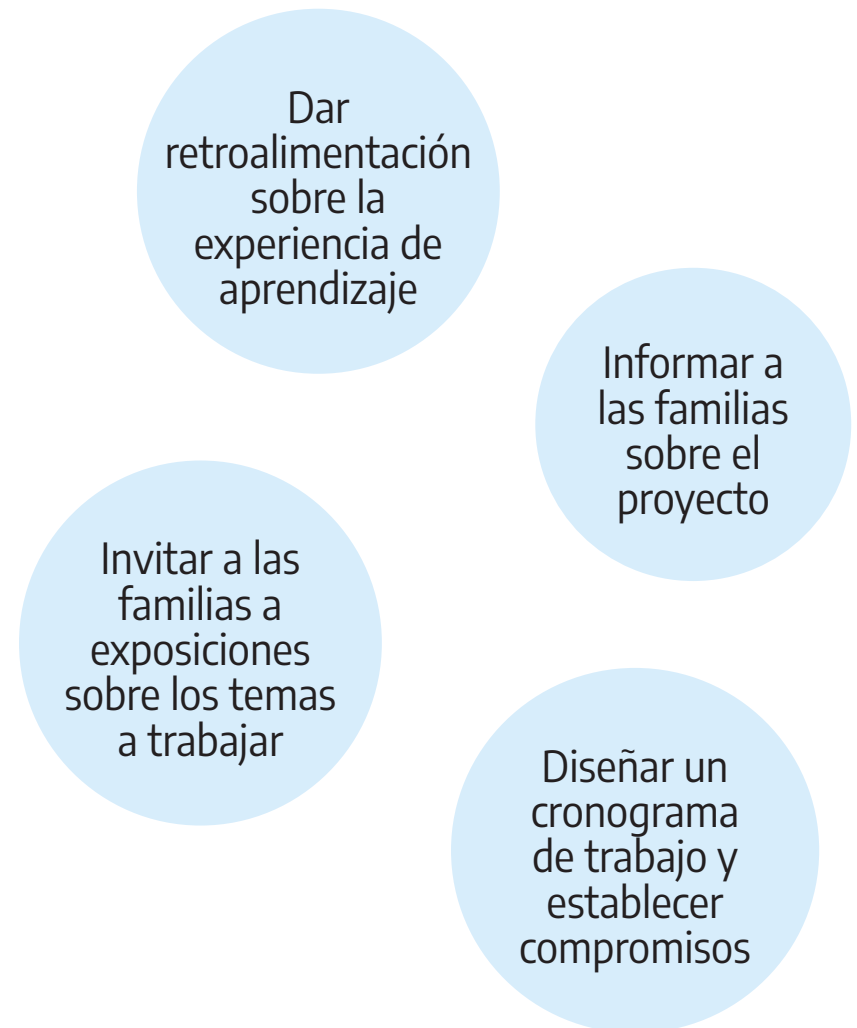 Dar
retroalimentación
sobre la
experiencia de
aprendizaje
Informar a
las familias
sobre el
proyecto
Invitar a las
familias a
exposiciones
sobre los temas
a trabajar
Diseñar un
cronograma
de trabajo y
establecer
compromisos